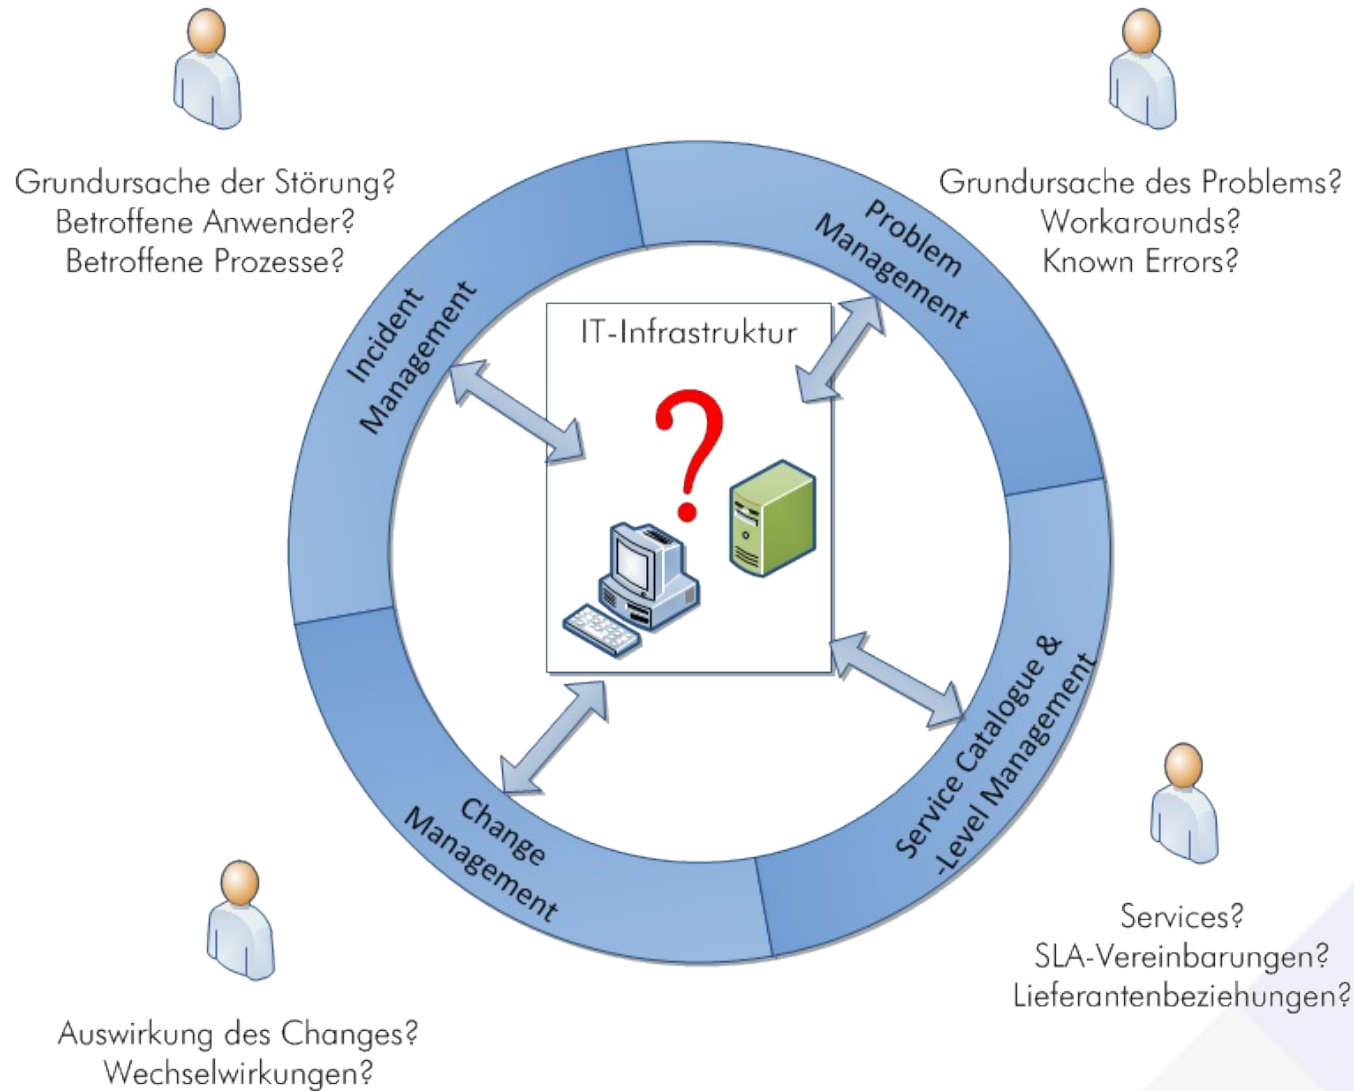 Grundursache der Störung?
Betroffene Anwender?
Betroffene Prozesse?
Grundursache des Problems?
Workarounds?
Known Errors?
Incident
Management
Problem
Management
IT-Infrastruktur
?
Change
Management
Service Catalogue &
-Level Management
Services?
SLA-Vereinbarungen?
Lieferantenbeziehungen?
Auswirkung des Changes?
Wechselwirkungen?